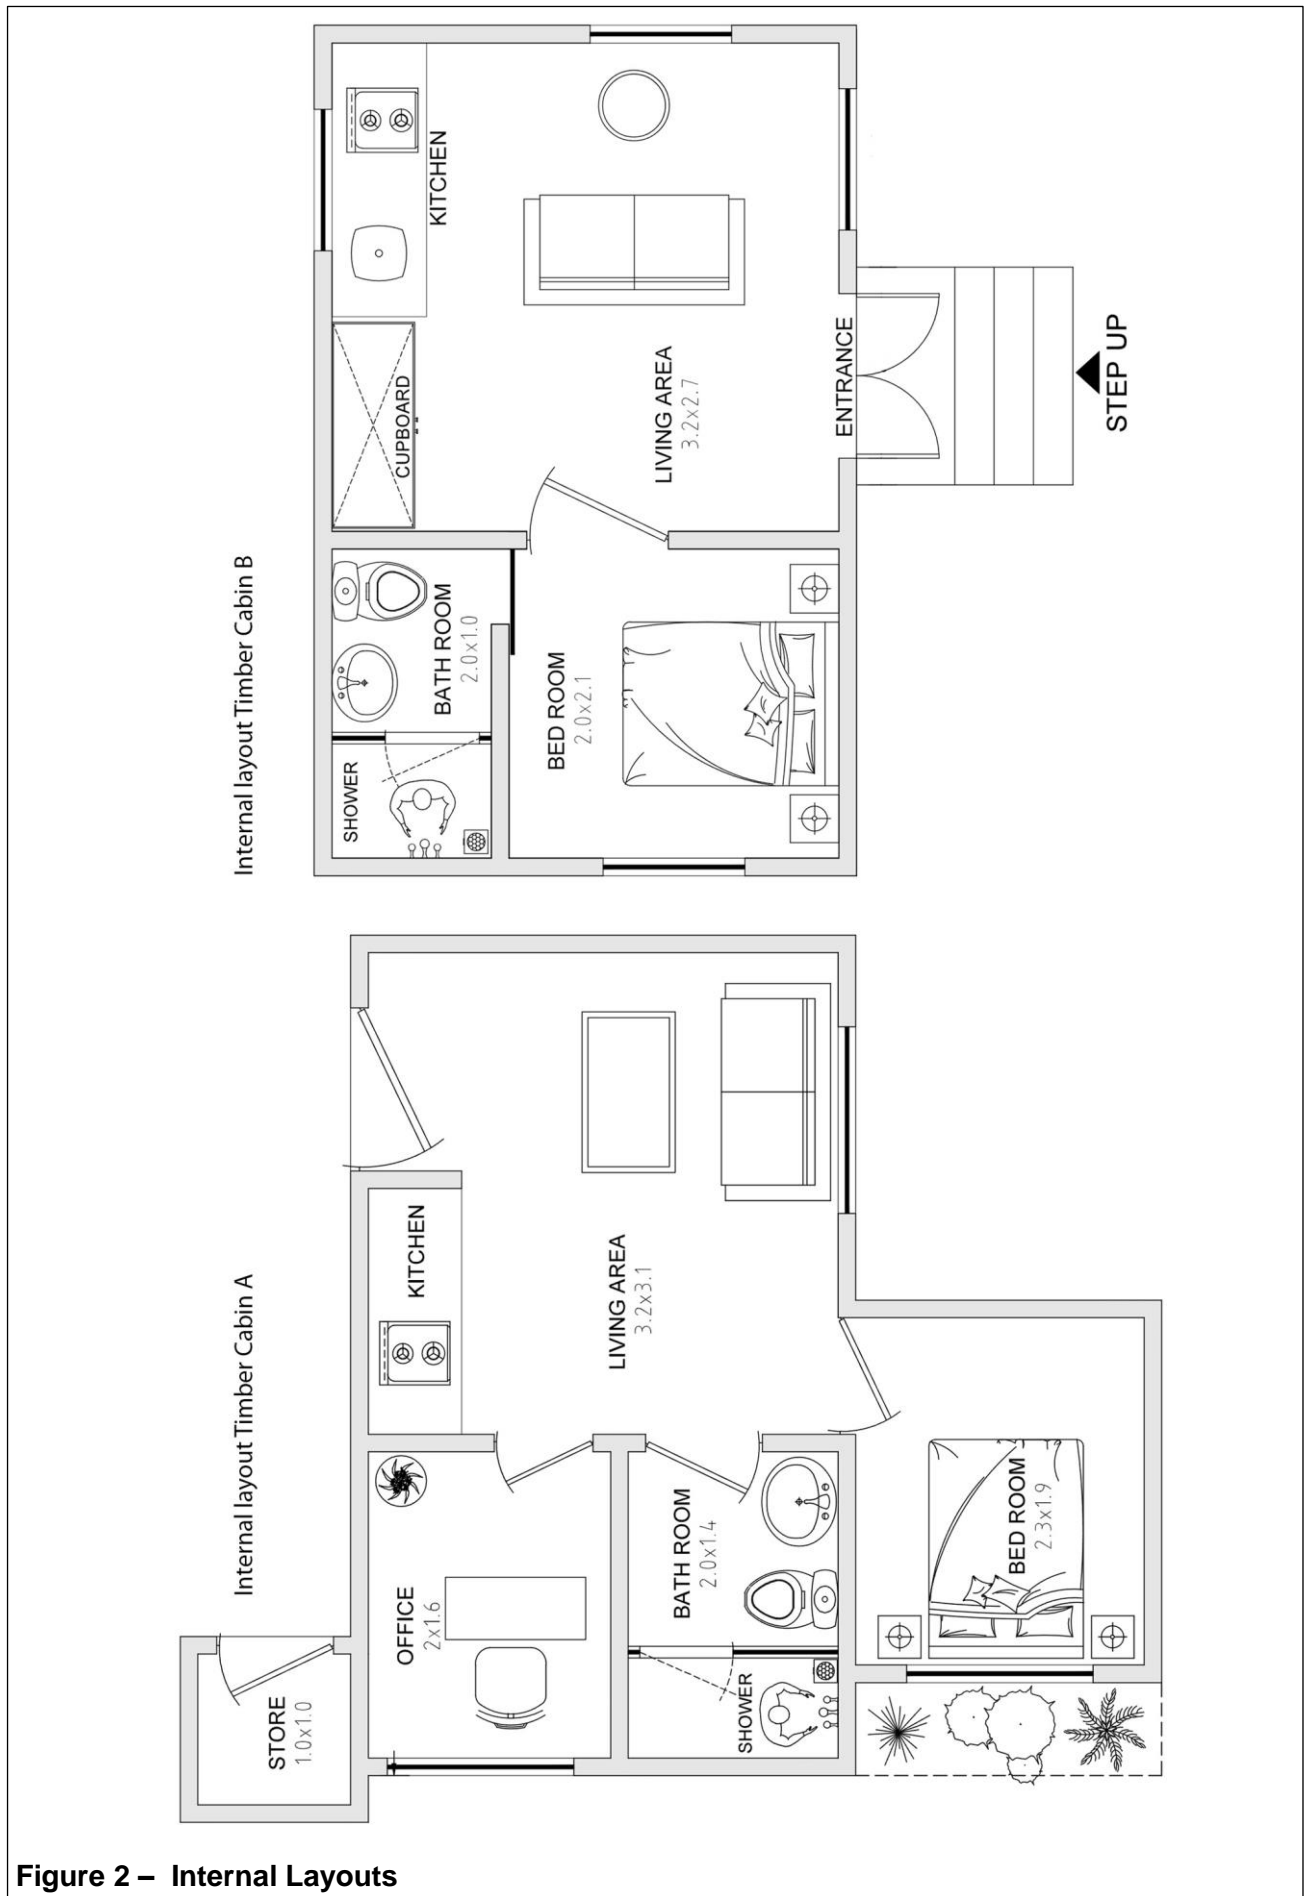 Internal layout Timber Cabin B
KITCHEN
CUPBOARD
LIVING AREA
3.2x2.7
ENTRANCE
STEP UP
BATH ROOM
2.0x1.0
SHOWER
BED ROOM
2.0x2.1
Internal layout Timber Cabin A
KITCHEN
LIVING AREA
3.2x3.1
OFFICE
2x1.6
STORE
1.0x1.0
BATH ROOM
2.0x1.4
SHOWER
BED ROOM
2.3x1.9
Figure 2 – Internal Layouts